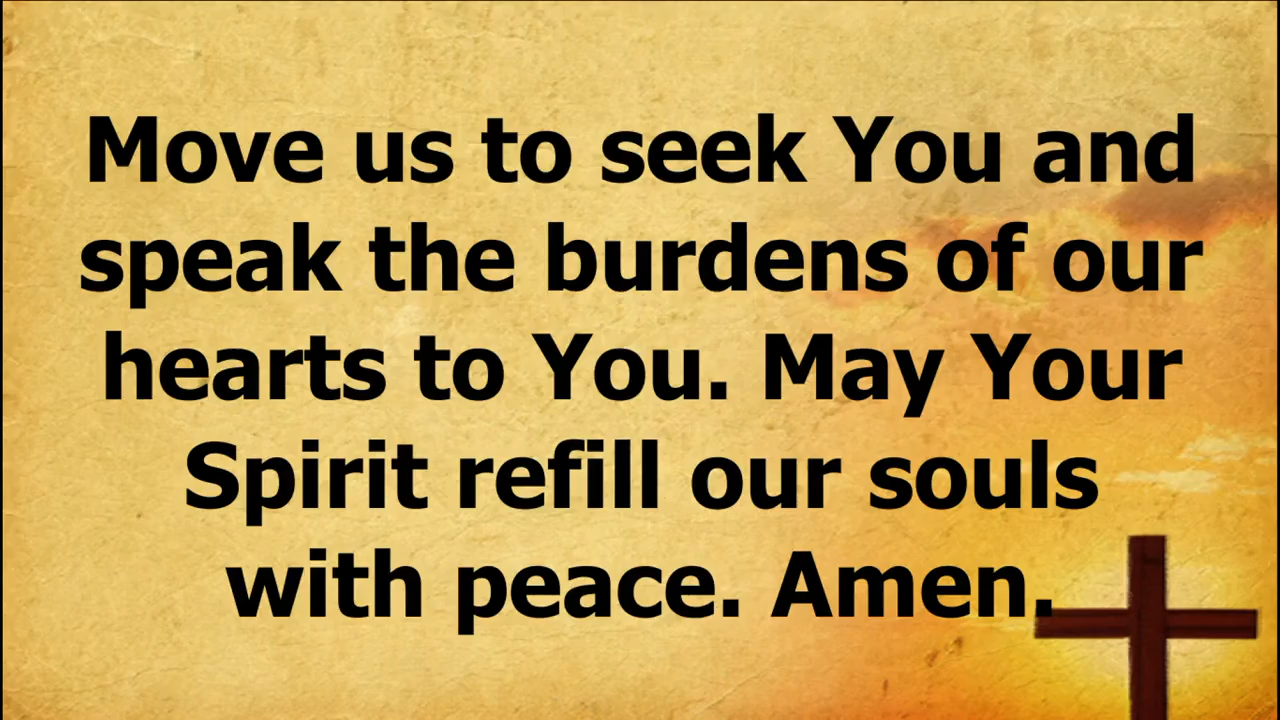 Move us to seek You and
speak the burdens of our
hearts to You. May Your
Spirit refill our souls
with peace. Amen.